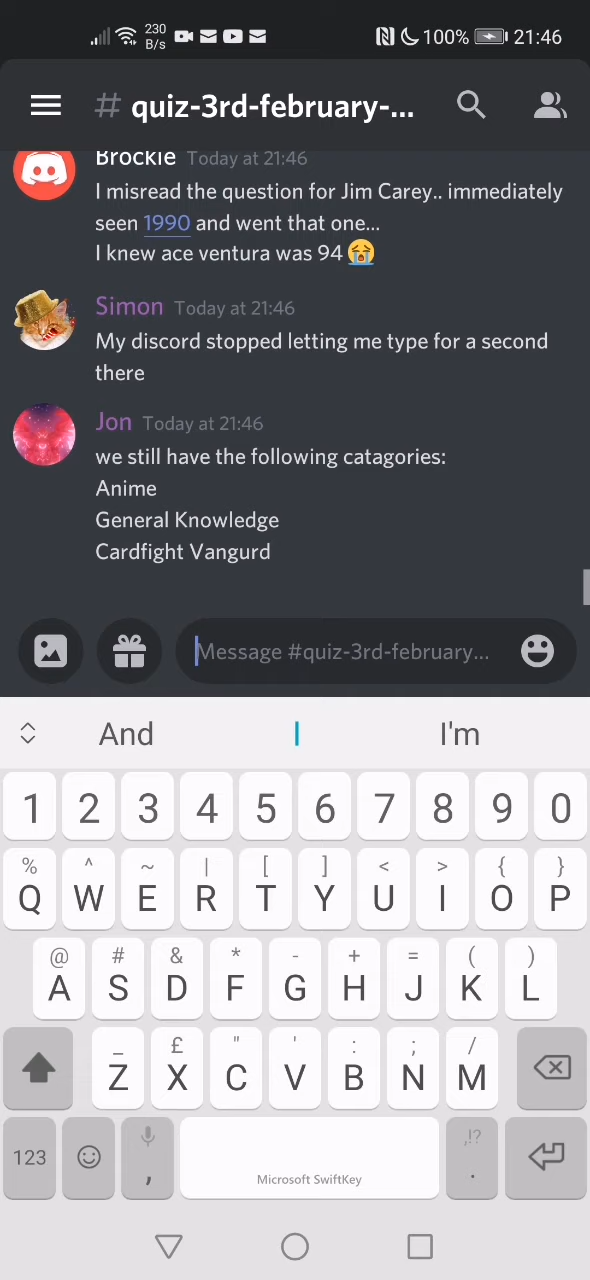 230 B/s 100% 21:46
# quiz-3rd-february-...
Brockie Today at 21:46
I misread the question for Jim Carey.. immediately
seen 1990 and went that one...
I knew ace ventura was 94 😭
Simon Today at 21:46
My discord stopped letting me type for a second
there
Jon Today at 21:46
we still have the following catagories:
Anime
General Knowledge
Cardfight Vangurd
Message #quiz-3rd-february...
And I I'm
1 2 3 4 5 6 7 8 9 0
% ^ ~ | [ ] < > { }
Q W E R T Y U I O P
@ # & * - + = ( )
A S D F G H J K L
_ £ " ' : ; /
Z X C V B N M
,!?
123 , Microsoft SwiftKey .